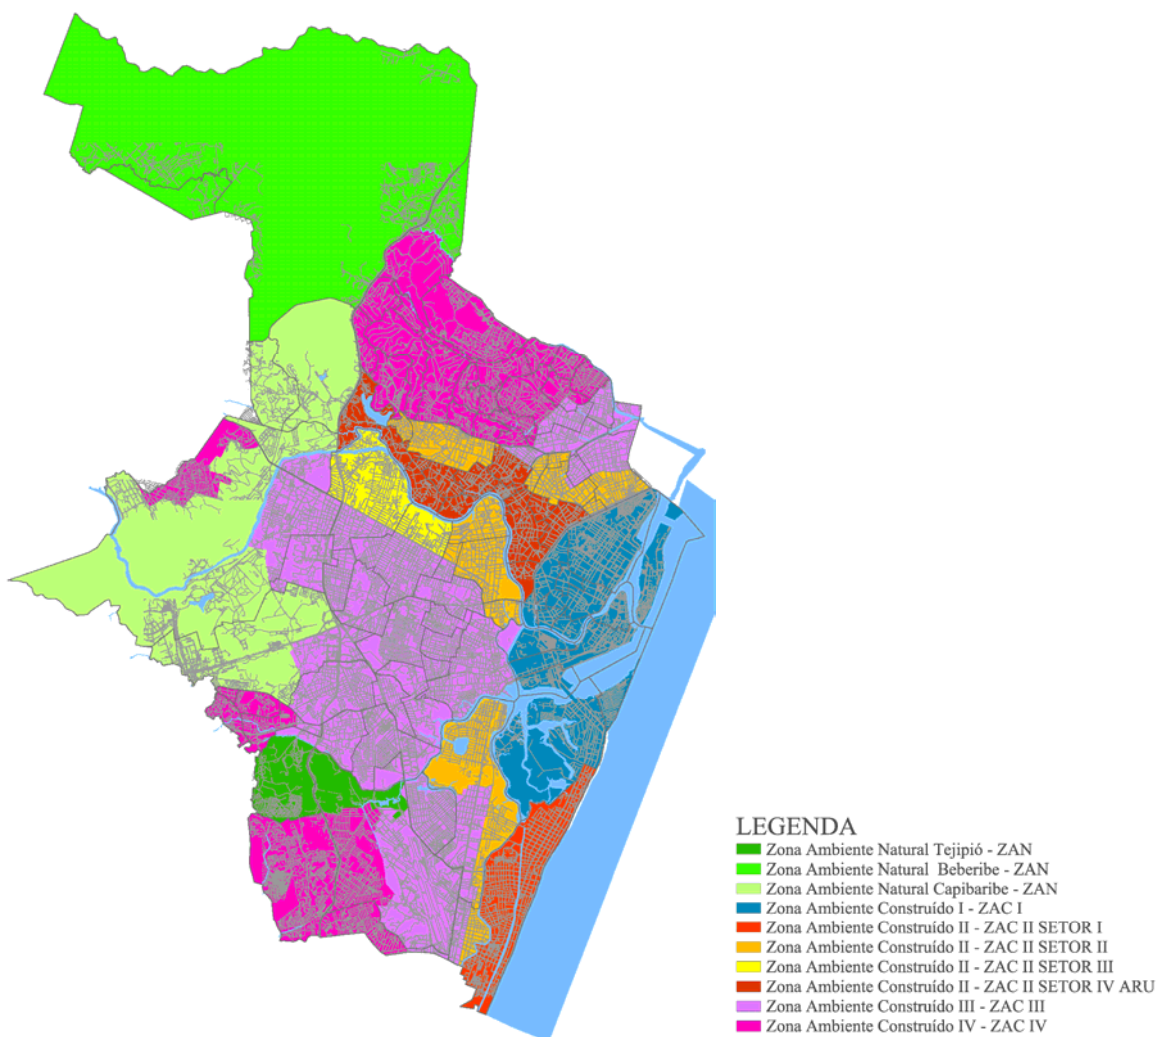 LEGENDA
Zona Ambiente Natural Tejipió - ZAN
Zona Ambiente Natural Beberibe - ZAN
Zona Ambiente Natural Capibaribe - ZAN
Zona Ambiente Construído I - ZAC I
Zona Ambiente Construído II - ZAC II SETOR I
Zona Ambiente Construído II - ZAC II SETOR II
Zona Ambiente Construído II - ZAC II SETOR III
Zona Ambiente Construído II - ZAC II SETOR IV ARU
Zona Ambiente Construído III - ZAC III
Zona Ambiente Construído IV - ZAC IV